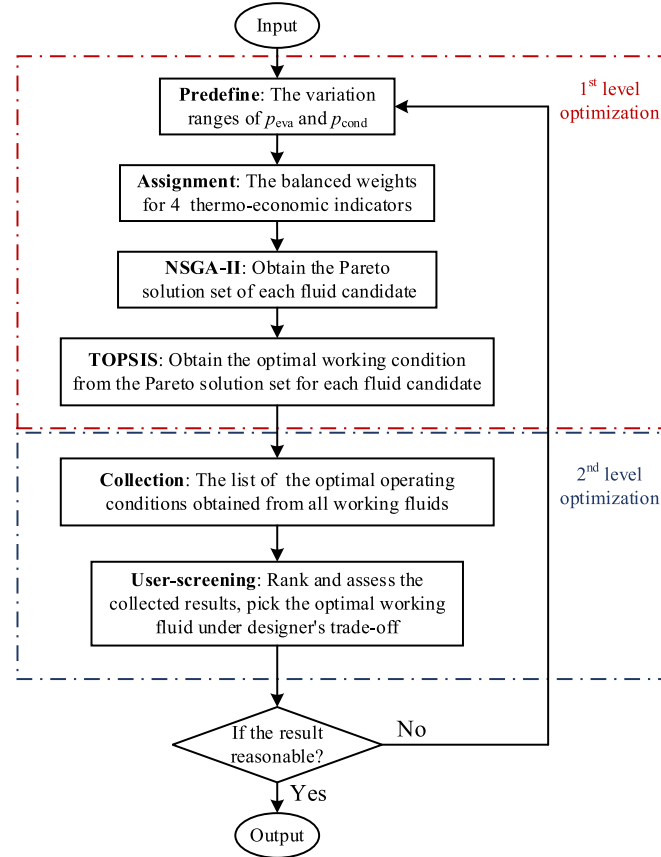 Input
Predefine: The variation
ranges of peva and pcond
1st level
optimization
Assignment: The balanced weights
for 4 thermo-economic indicators
NSGA-II: Obtain the Pareto
solution set of each fluid candidate
TOPSIS: Obtain the optimal working condition
from the Pareto solution set for each fluid candidate
Collection: The list of the optimal operating
conditions obtained from all working fluids
2nd level
optimization
User-screening: Rank and assess the
collected results, pick the optimal working
fluid under designer's trade-off
If the result
reasonable?
No
Yes
Output